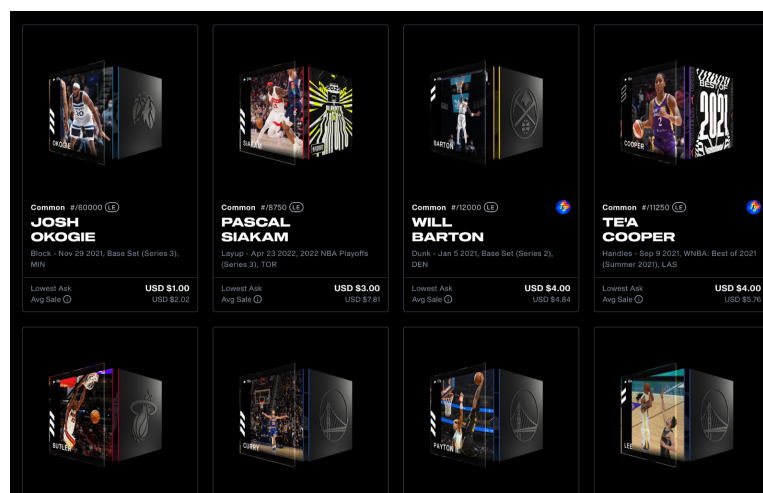 OKOGIE
SIAKAM
BARTON
COOPER
BEST OF
2021
Common #/60000 LE
JOSH
OKOGIE
Block - Nov 29 2021, Base Set (Series 3),
MIN
Lowest Ask USD $1.00
Avg Sale USD $2.02
Common #/8750 LE
PASCAL
SIAKAM
Layup - Apr 23 2022, 2022 NBA Playoffs
(Series 3), TOR
Lowest Ask USD $3.00
Avg Sale USD $7.81
Common #/12000 LE
WILL
BARTON
Dunk - Jan 5 2021, Base Set (Series 2),
DEN
Lowest Ask USD $4.00
Avg Sale USD $4.84
Common #/11250 LE
TE'A
COOPER
Handles - Sep 9 2021, WNBA: Best of 2021
(Summer 2021), LAS
Lowest Ask USD $4.00
Avg Sale USD $5.76
BUTLER
CURRY
PAYTON
LEE